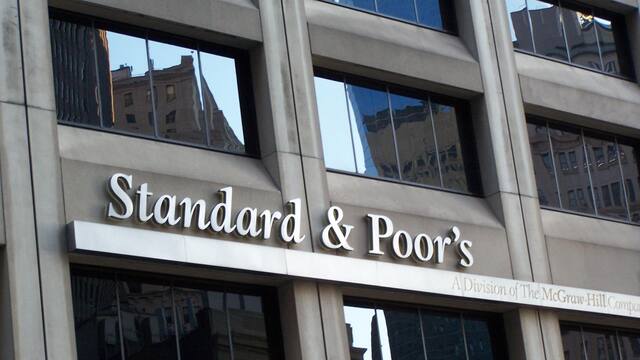 Standard & Poor's
A Division of The McGraw-Hill